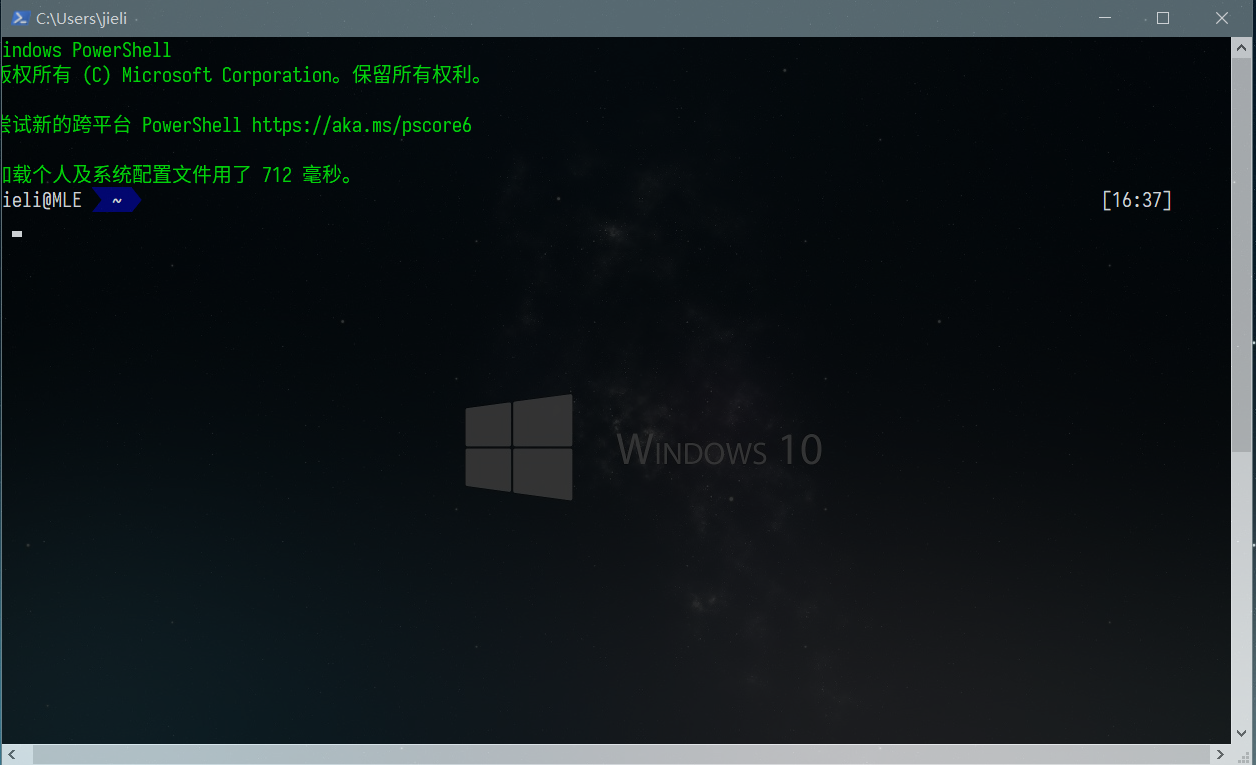 C:\Users\jieli
indows PowerShell
版权所有 (C) Microsoft Corporation。保留所有权利。
尝试新的跨平台 PowerShell https://aka.ms/pscore6
加载个人及系统配置文件用了 712 毫秒。
ieli@MLE ~ [16:37]
Windows 10